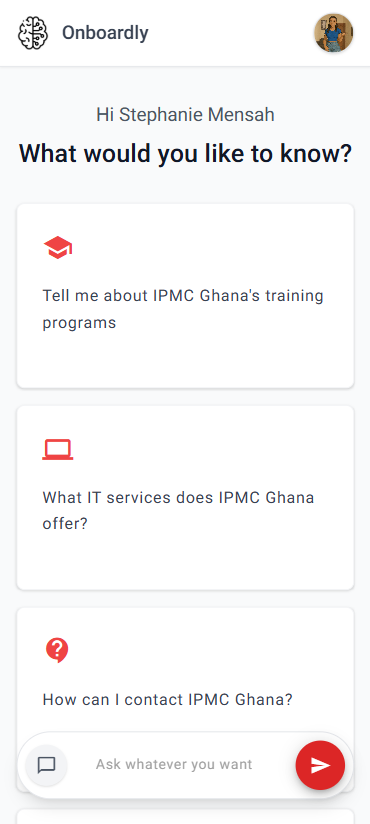 Onboardly
Hi Stephanie Mensah
What would you like to know?
Tell me about IPMC Ghana's training
programs
What IT services does IPMC Ghana
offer?
How can I contact IPMC Ghana?
Ask whatever you want